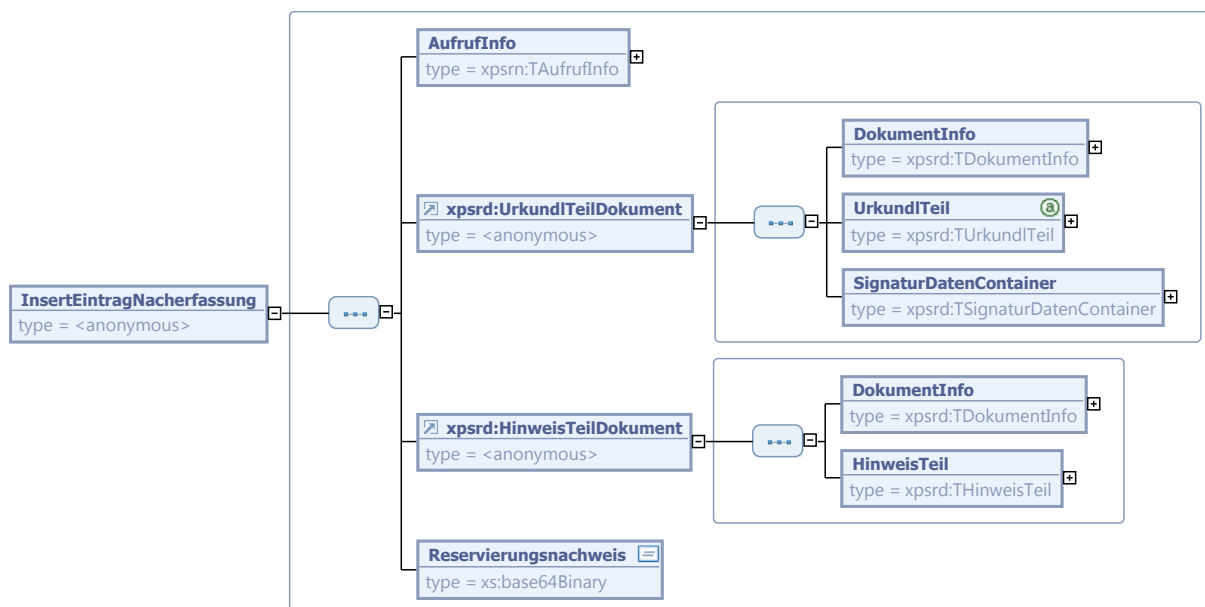 AufrufInfo
type = xpsrn:TAufrufInfo
DokumentInfo
type = xpsrd:TDokumentInfo
xpsrd:UrkundlTeilDokument
type = <anonymous>
UrkundlTeil
a
type = xpsrd:TUrkundlTeil
SignaturDatenContainer
type = xpsrd:TSignaturDatenContainer
InsertEintragNacherfassung
type = <anonymous>
DokumentInfo
type = xpsrd:TDokumentInfo
xpsrd:HinweisTeilDokument
type = <anonymous>
HinweisTeil
type = xpsrd:THinweisTeil
Reservierungsnachweis
type = xs:base64Binary